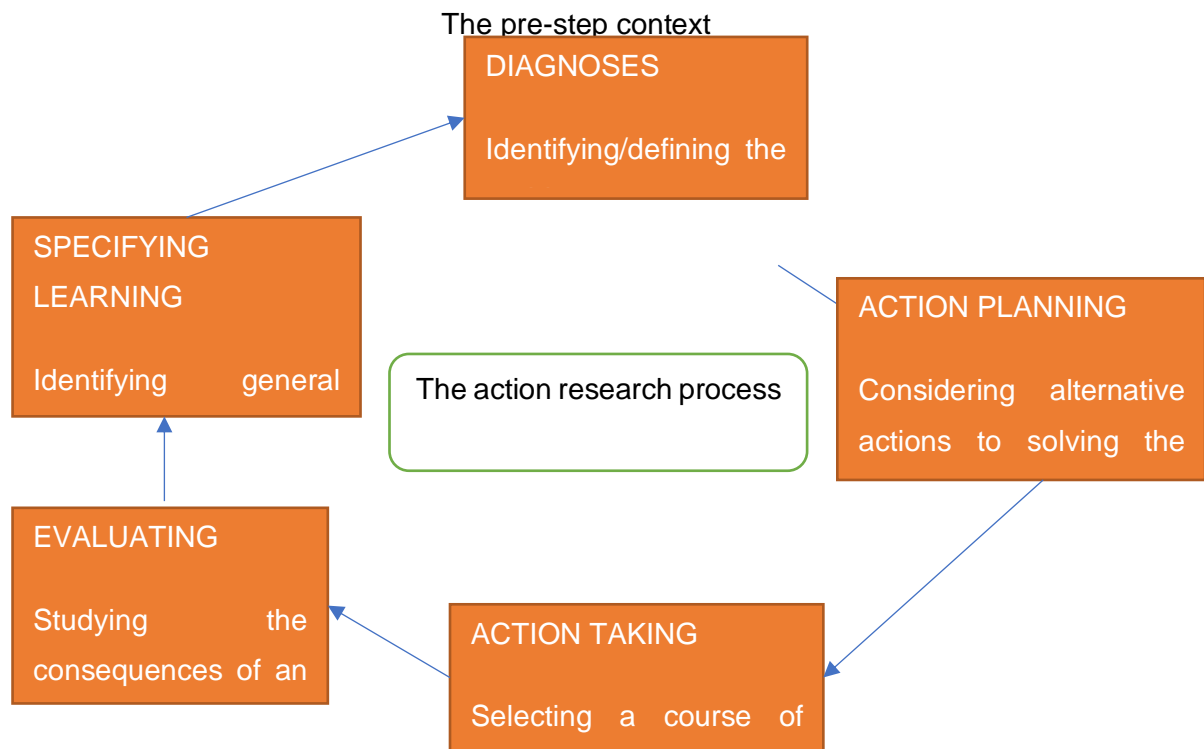 The pre-step context
DIAGNOSES
Identifying/defining the
SPECIFYING
LEARNING
Identifying general
ACTION PLANNING
Considering alternative
actions to solving the
The action research process
EVALUATING
Studying the
consequences of an
ACTION TAKING
Selecting a course of